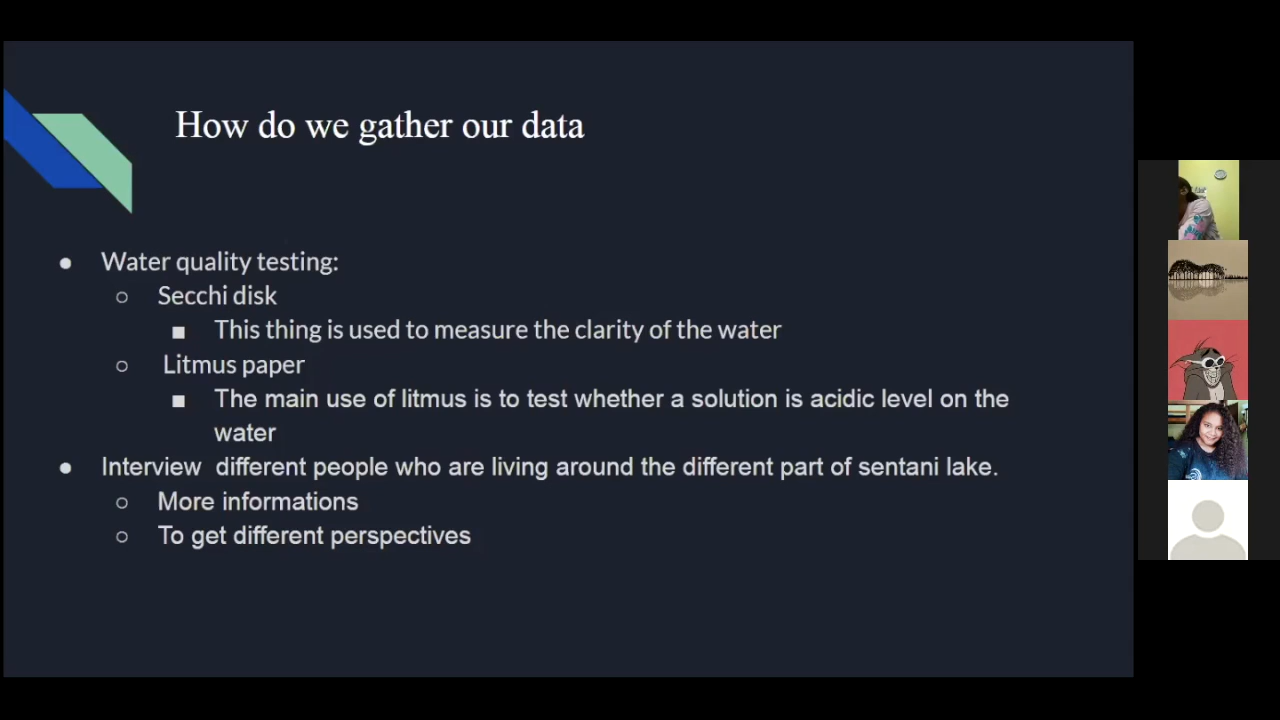 How do we gather our data
● Water quality testing:
○ Secchi disk
■ This thing is used to measure the clarity of the water
○ Litmus paper
■ The main use of litmus is to test whether a solution is acidic level on the
water
● Interview different people who are living around the different part of sentani lake.
○ More informations
○ To get different perspectives